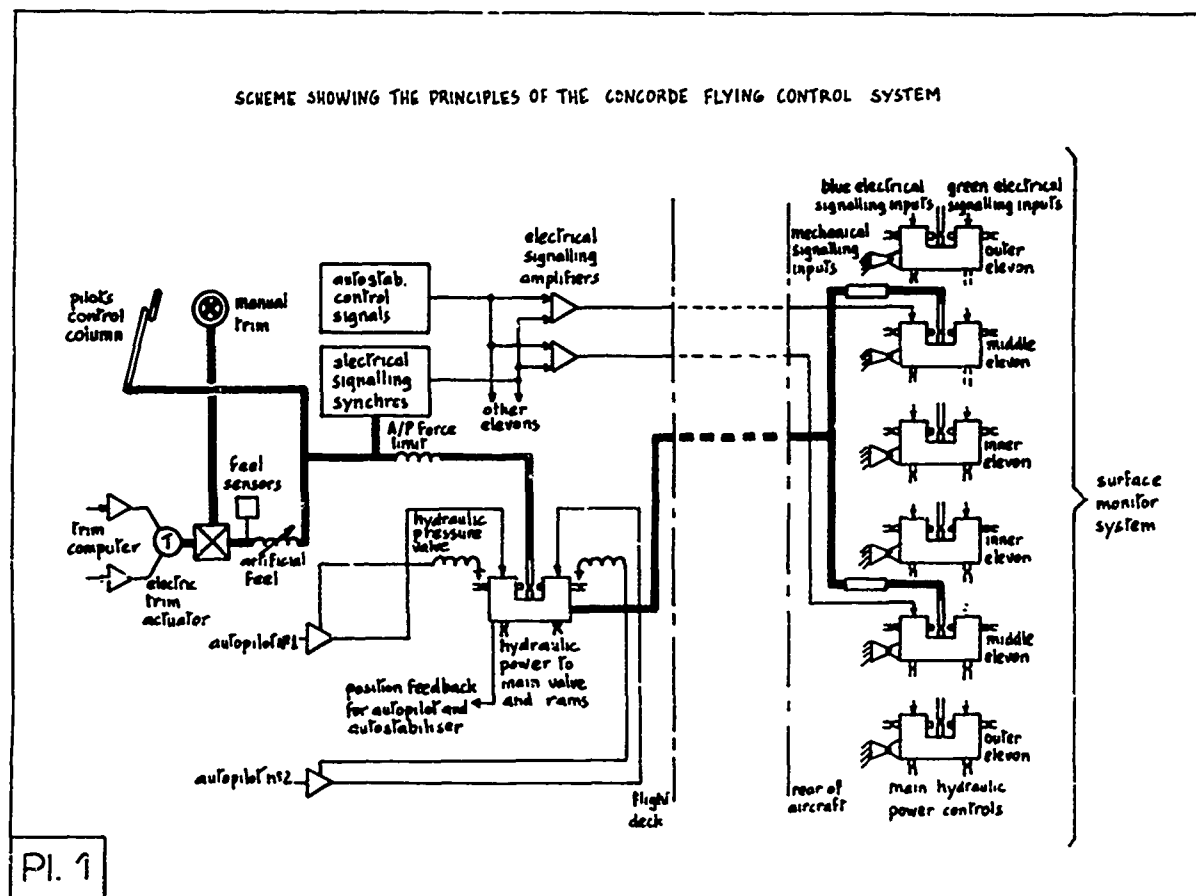 SCHEME SHOWING THE PRINCIPLES OF THE CONCORDE FLYING CONTROL SYSTEM
blue electrical
signalling inputs
green electrical
signalling inputs
mechanical
signalling
inputs
outer
elevon
electrical
signalling
amplifiers
autostab.
control
signals
pilot's
control
column
manual
trim
middle
elevon
electrical
signalling
synchros
other
elevons
A/P Force
limit
inner
elevon
surface
monitor
system
feel
sensors
trim
computer
T
artificial
feel
electric
trim
actuator
hydraulic
pressure
valve
inner
elevon
autopilot nº1
hydraulic
power to
main valve
and rams
middle
elevon
position feedback
for autopilot and
autostabiliser
autopilot nº2
outer
elevon
flight
deck
rear of
aircraft
main hydraulic
power controls
Pl. 1